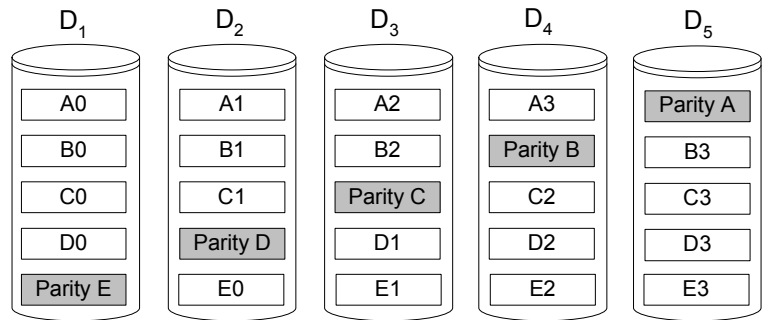 D1 D2 D3 D4 D5
A0 A1 A2 A3 Parity A
B0 B1 B2 Parity B B3
C0 C1 Parity C C2 C3
D0 Parity D D1 D2 D3
Parity E E0 E1 E2 E3